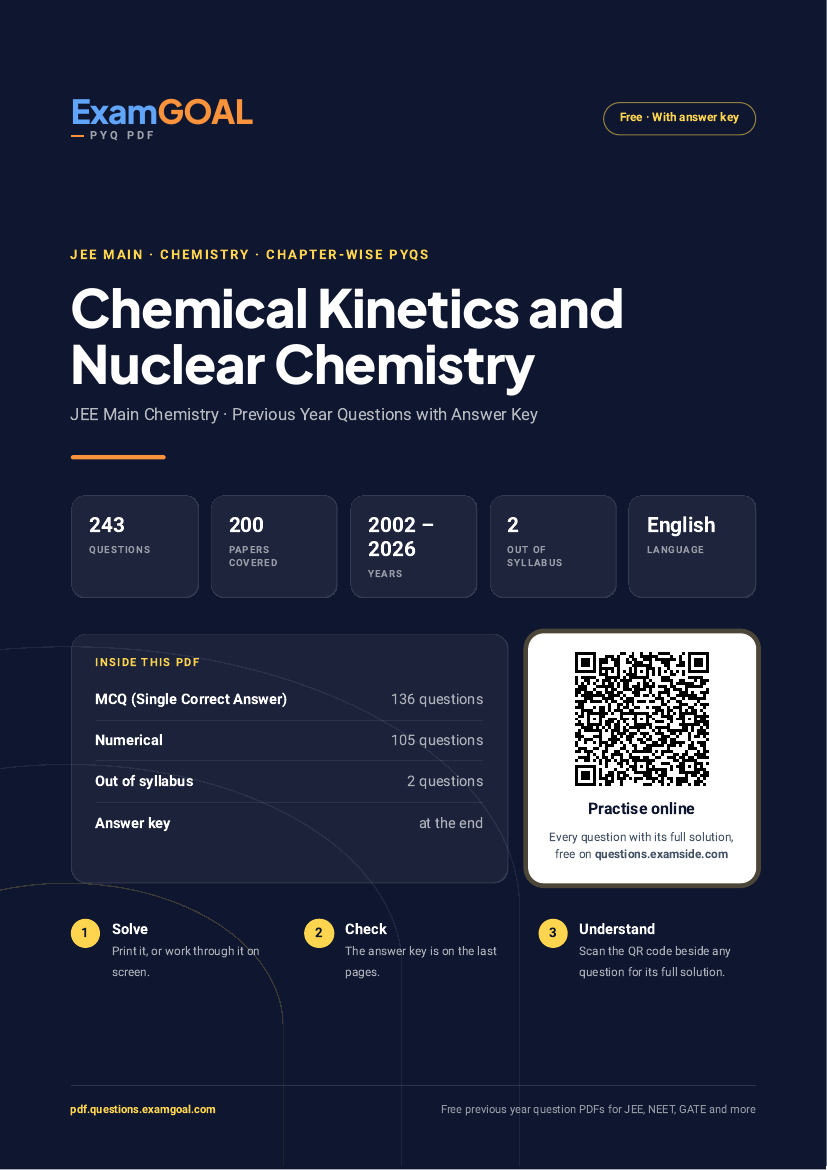 ExamGOAL
PYQ PDF
Free · With answer key
JEE MAIN · CHEMISTRY · CHAPTER-WISE PYQS
Chemical Kinetics and
Nuclear Chemistry
JEE Main Chemistry · Previous Year Questions with Answer Key
243
QUESTIONS
200
PAPERS
COVERED
2002 –
2026
YEARS
2
OUT OF
SYLLABUS
English
LANGUAGE
INSIDE THIS PDF
MCQ (Single Correct Answer) 136 questions
Numerical 105 questions
Out of syllabus 2 questions
Answer key at the end
Practise online
Every question with its full solution,
free on questions.examside.com
1 Solve
Print it, or work through it on
screen.
2 Check
The answer key is on the last
pages.
3 Understand
Scan the QR code beside any
question for its full solution.
pdf.questions.examgoal.com
Free previous year question PDFs for JEE, NEET, GATE and more